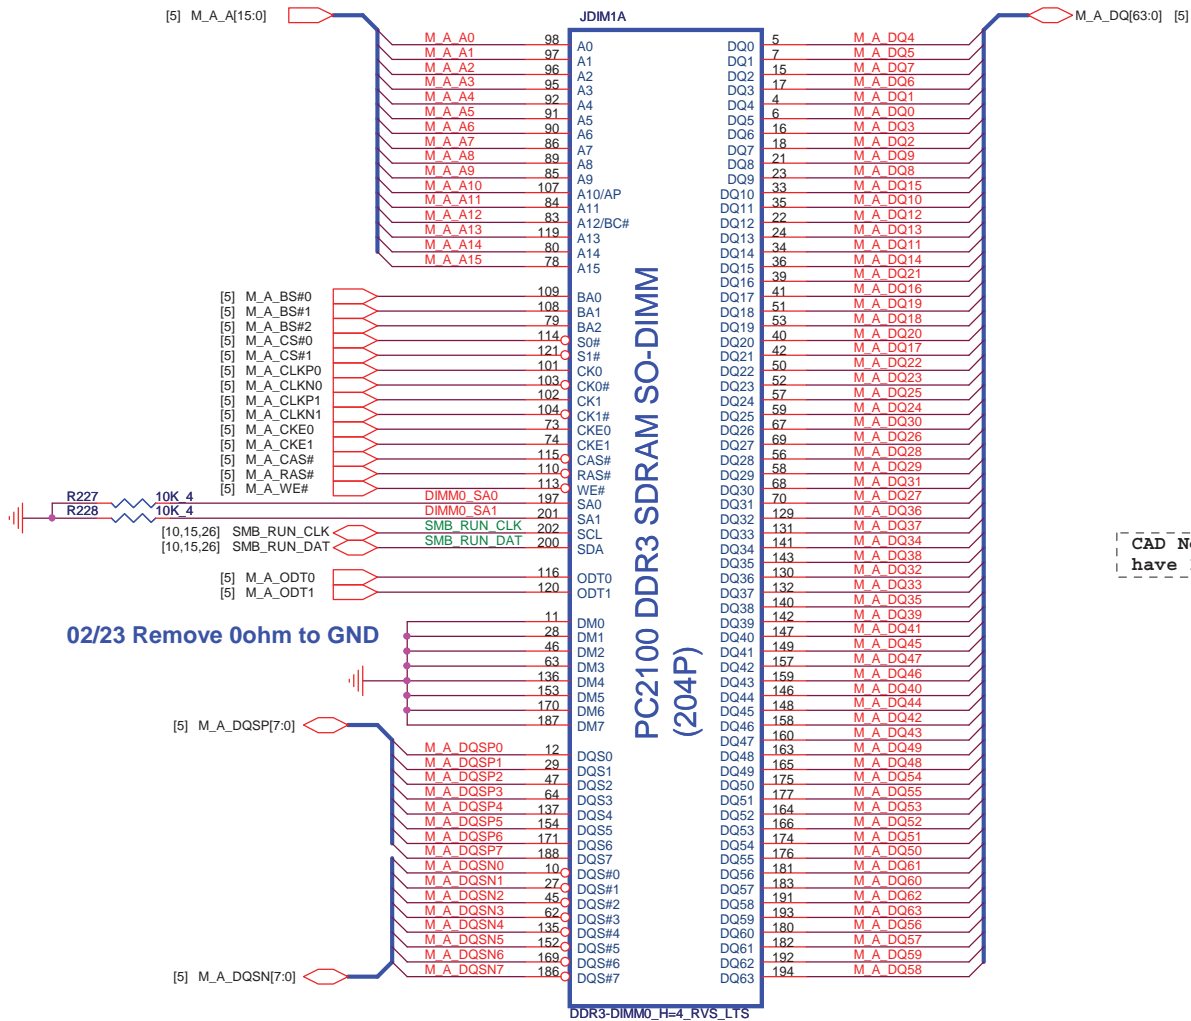 [5] M_A_A[15:0]
JDIM1A
M_A_DQ[63:0] [5]
M_A_A0 98 A0 DQ0 5 M_A_DQ4
M_A_A1 97 A1 DQ1 7 M_A_DQ5
M_A_A2 96 A2 DQ2 15 M_A_DQ7
M_A_A3 95 A3 DQ3 17 M_A_DQ6
M_A_A4 92 A4 DQ4 4 M_A_DQ1
M_A_A5 91 A5 DQ5 6 M_A_DQ0
M_A_A6 90 A6 DQ6 16 M_A_DQ3
M_A_A7 86 A7 DQ7 18 M_A_DQ2
M_A_A8 89 A8 DQ8 21 M_A_DQ9
M_A_A9 85 A9 DQ9 23 M_A_DQ8
M_A_A10 107 A10/AP DQ10 33 M_A_DQ15
M_A_A11 84 A11 DQ11 35 M_A_DQ10
M_A_A12 83 A12/BC# DQ12 22 M_A_DQ12
M_A_A13 119 A13 DQ13 24 M_A_DQ13
M_A_A14 80 A14 DQ14 34 M_A_DQ11
M_A_A15 78 A15 DQ15 36 M_A_DQ14
DQ16 39 M_A_DQ21
[5] M_A_BS#0 109 BA0 DQ17 41 M_A_DQ16
[5] M_A_BS#1 108 BA1 DQ18 51 M_A_DQ19
[5] M_A_BS#2 79 BA2 DQ19 53 M_A_DQ18
[5] M_A_CS#0 114 S0# DQ20 40 M_A_DQ20
[5] M_A_CS#1 121 S1# DQ21 42 M_A_DQ17
[5] M_A_CLKP0 101 CK0 DQ22 50 M_A_DQ22
[5] M_A_CLKN0 103 CK0# DQ23 52 M_A_DQ23
[5] M_A_CLKP1 102 CK1 DQ24 57 M_A_DQ25
[5] M_A_CLKN1 104 CK1# DQ25 59 M_A_DQ24
[5] M_A_CKE0 73 CKE0 DQ26 67 M_A_DQ30
[5] M_A_CKE1 74 CKE1 DQ27 69 M_A_DQ26
[5] M_A_CAS# 115 CAS# DQ28 56 M_A_DQ28
[5] M_A_RAS# 110 RAS# DQ29 58 M_A_DQ29
[5] M_A_WE# 113 WE# DQ30 68 M_A_DQ31
R227 10K_4 DIMM0_SA0 197 SA0 DQ31 70 M_A_DQ27
R228 10K_4 DIMM0_SA1 201 SA1 DQ32 129 M_A_DQ36
[10,15,26] SMB_RUN_CLK SMB_RUN_CLK 202 SCL DQ33 131 M_A_DQ37
[10,15,26] SMB_RUN_DAT SMB_RUN_DAT 200 SDA DQ34 141 M_A_DQ34
DQ35 143 M_A_DQ38
[5] M_A_ODT0 116 ODT0 DQ36 130 M_A_DQ32
[5] M_A_ODT1 120 ODT1 DQ37 132 M_A_DQ33
DQ38 140 M_A_DQ35
11 DM0 DQ39 142 M_A_DQ39
28 DM1 DQ40 147 M_A_DQ41
46 DM2 DQ41 149 M_A_DQ45
63 DM3 DQ42 157 M_A_DQ47
136 DM4 DQ43 159 M_A_DQ46
153 DM5 DQ44 146 M_A_DQ40
170 DM6 DQ45 148 M_A_DQ44
187 DM7 DQ46 158 M_A_DQ42
DQ47 160 M_A_DQ43
02/23 Remove 0ohm to GND
[5] M_A_DQSP[7:0]
M_A_DQSP0 12 DQS0 DQ48 163 M_A_DQ49
M_A_DQSP1 29 DQS1 DQ49 165 M_A_DQ48
M_A_DQSP2 47 DQS2 DQ50 175 M_A_DQ54
M_A_DQSP3 64 DQS3 DQ51 177 M_A_DQ55
M_A_DQSP4 137 DQS4 DQ52 164 M_A_DQ53
M_A_DQSP5 154 DQS5 DQ53 166 M_A_DQ52
M_A_DQSP6 171 DQS6 DQ54 174 M_A_DQ51
M_A_DQSP7 188 DQS7 DQ55 176 M_A_DQ50
M_A_DQSN0 10 DQS#0 DQ56 181 M_A_DQ61
M_A_DQSN1 27 DQS#1 DQ57 183 M_A_DQ60
M_A_DQSN2 45 DQS#2 DQ58 191 M_A_DQ62
M_A_DQSN3 62 DQS#3 DQ59 193 M_A_DQ63
M_A_DQSN4 135 DQS#4 DQ60 180 M_A_DQ56
M_A_DQSN5 152 DQS#5 DQ61 182 M_A_DQ57
M_A_DQSN6 169 DQS#6 DQ62 192 M_A_DQ59
M_A_DQSN7 186 DQS#7 DQ63 194 M_A_DQ58
[5] M_A_DQSN[7:0]
PC2100 DDR3 SDRAM SO-DIMM
(204P)
DDR3-DIMM0_H=4_RVS_LTS
CAD
have